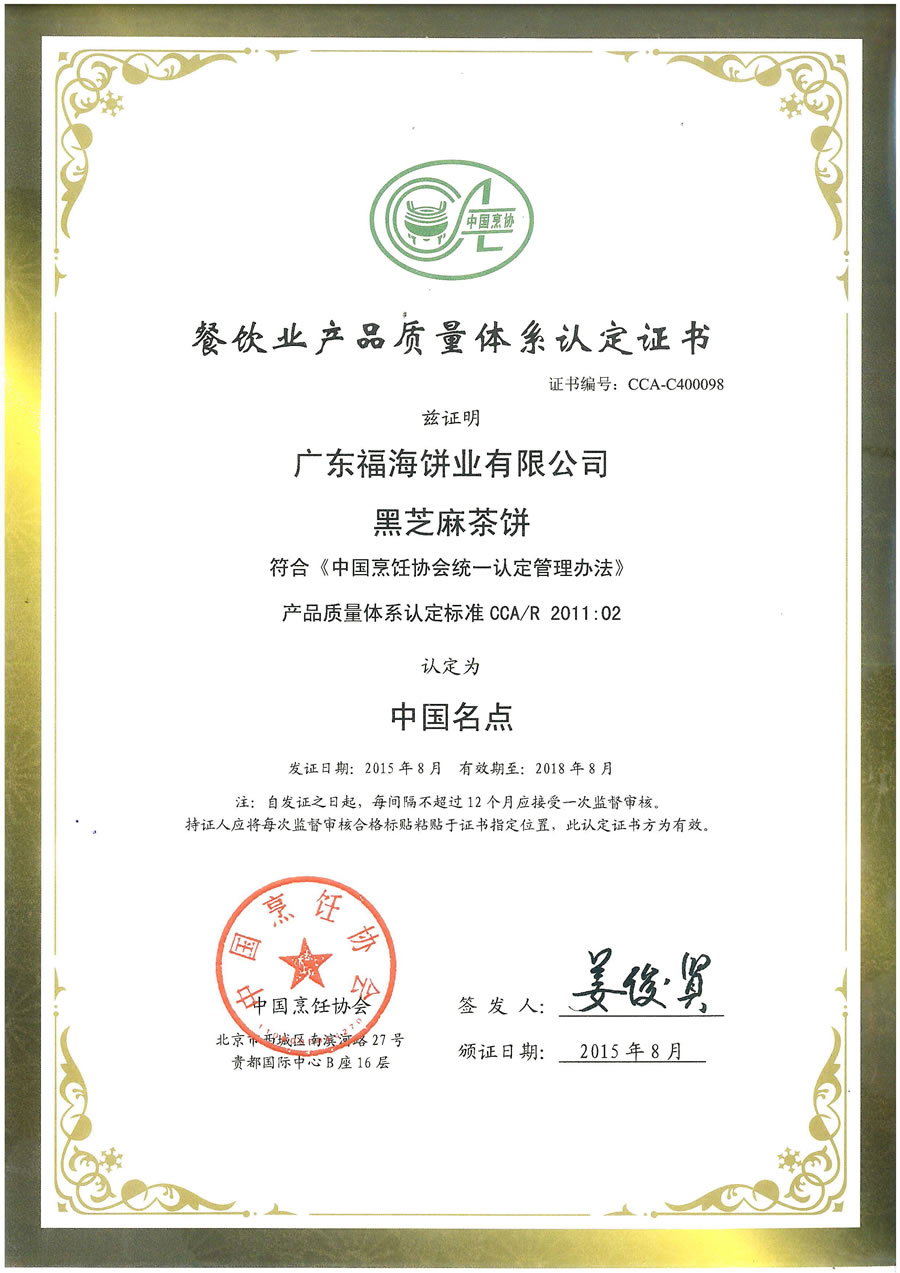 中国烹协
餐饮业产品质量体系认定证书
证书编号：CCA-C400098
兹证明
广东福海饼业有限公司
黑芝麻茶饼
符合《中国烹饪协会统一认定管理办法》
产品质量体系认定标准CCA/R 2011:02
认定为
中国名点
发证日期：2015年8月 有效期至：2018年8月
注：自发证之日起，每间隔不超过12个月应接受一次监督审核。
持证人应将每次监督审核合格标贴粘贴于证书指定位置，此认定证书方为有效。
中国烹饪协会
中国烹饪协会
北京市西城区南滨河路27号
贵都国际中心B座16层
签发人：姜俊贤
颁证日期：2015年8月